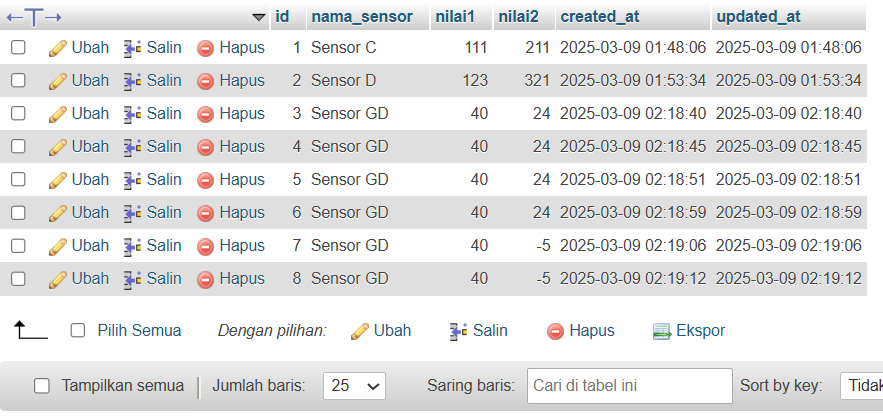 id nama_sensor nilai1 nilai2 created_at updated_at
Ubah Salin Hapus 1 Sensor C 111 211 2025-03-09 01:48:06 2025-03-09 01:48:06
Ubah Salin Hapus 2 Sensor D 123 321 2025-03-09 01:53:34 2025-03-09 01:53:34
Ubah Salin Hapus 3 Sensor GD 40 24 2025-03-09 02:18:40 2025-03-09 02:18:40
Ubah Salin Hapus 4 Sensor GD 40 24 2025-03-09 02:18:45 2025-03-09 02:18:45
Ubah Salin Hapus 5 Sensor GD 40 24 2025-03-09 02:18:51 2025-03-09 02:18:51
Ubah Salin Hapus 6 Sensor GD 40 24 2025-03-09 02:18:59 2025-03-09 02:18:59
Ubah Salin Hapus 7 Sensor GD 40 -5 2025-03-09 02:19:06 2025-03-09 02:19:06
Ubah Salin Hapus 8 Sensor GD 40 -5 2025-03-09 02:19:12 2025-03-09 02:19:12
Pilih Semua Dengan pilihan: Ubah Salin Hapus Ekspor
Tampilkan semua Jumlah baris: 25 Saring baris: Cari di tabel ini Sort by key: Tidak